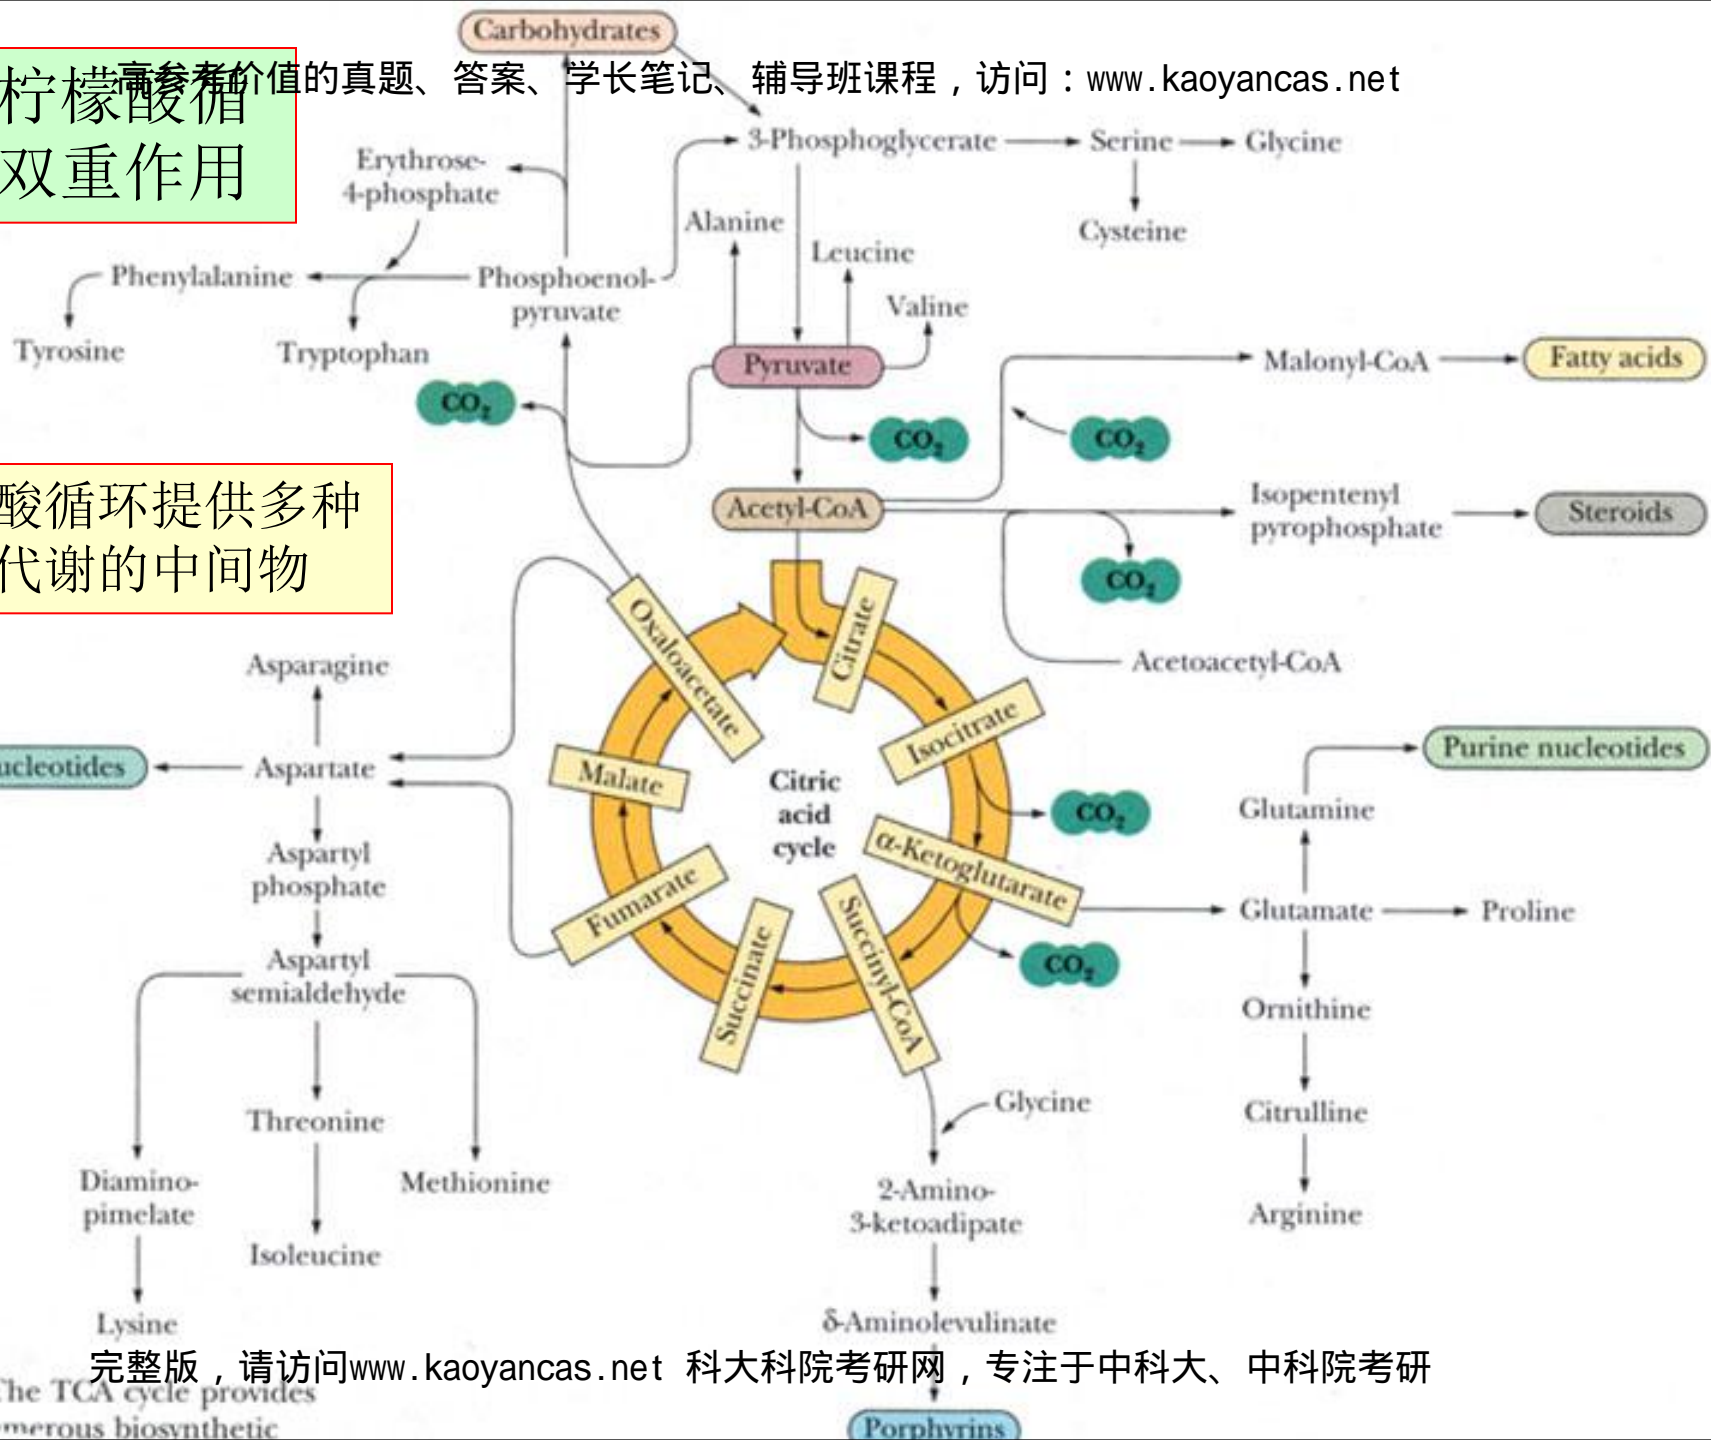 Carbohydrates
柠檬酸循
双重作用
高参考价值的真题、答案、学长笔记、辅导班课程，访问：www.kaoyancas.net
3-Phosphoglycerate
Serine
Glycine
Erythrose-
4-phosphate
Alanine
Leucine
Cysteine
Phenylalanine
Phosphoenol-
pyruvate
Valine
Tyrosine
Tryptophan
Pyruvate
Malonyl-CoA
Fatty acids
CO2
CO2
CO2
酸循环提供多种
代谢的中间物
Acetyl-CoA
Isopentenyl
pyrophosphate
Steroids
CO2
Acetoacetyl-CoA
Oxaloacetate
Citrate
Isocitrate
α-Ketoglutarate
Succinyl-CoA
Succinate
Fumarate
Malate
Citric
acid
cycle
CO2
CO2
Asparagine
Aspartate
ucleotides
Aspartyl
phosphate
Aspartyl
semialdehyde
Threonine
Isoleucine
Methionine
Diamino-
pimelate
Lysine
Purine nucleotides
Glutamine
Glutamate
Proline
Ornithine
Citrulline
Arginine
Glycine
2-Amino-
3-ketoadipate
δ-Aminolevulinate
Porphyrins
完整版，请访问www.kaoyancas.net 科大科院考研网，专注于中科大、中科院考研
The TCA cycle provides
merous biosynthetic